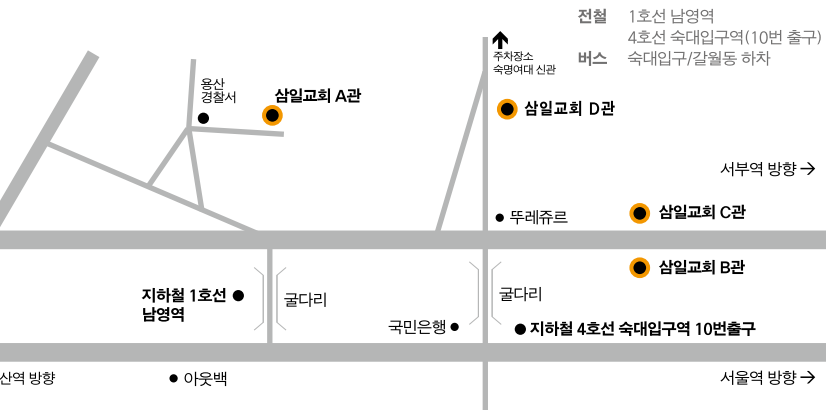 전철 1호선 남영역
4호선 숙대입구역(10번 출구)
버스 숙대입구/갈월동 하차
주차장소
숙명여대 신관
용산
경찰서
삼일교회 A관
삼일교회 D관
서부역 방향
뚜레쥬르
삼일교회 C관
삼일교회 B관
지하철 1호선
남영역
굴다리
굴다리
국민은행
지하철 4호선 숙대입구역 10번출구
산역 방향
아웃백
서울역 방향